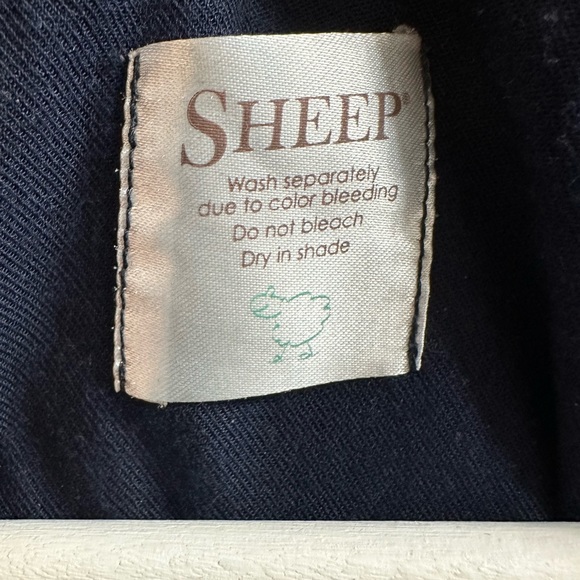 SHEEP®
Wash separately
due to color bleeding
Do not bleach
Dry in shade